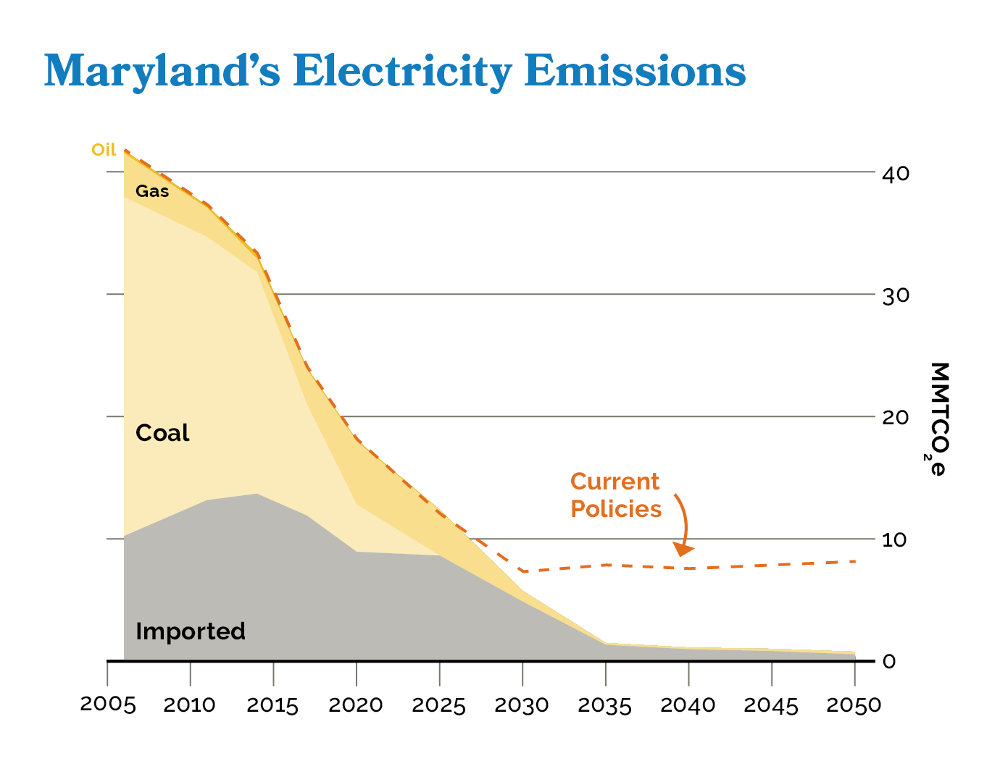 Maryland’s Electricity Emissions
Oil
Gas
Coal
Imported
Current
Policies
40
30
20
10
0
MMTCO₂e
2005 2010 2015 2020 2025 2030 2035 2040 2045 2050